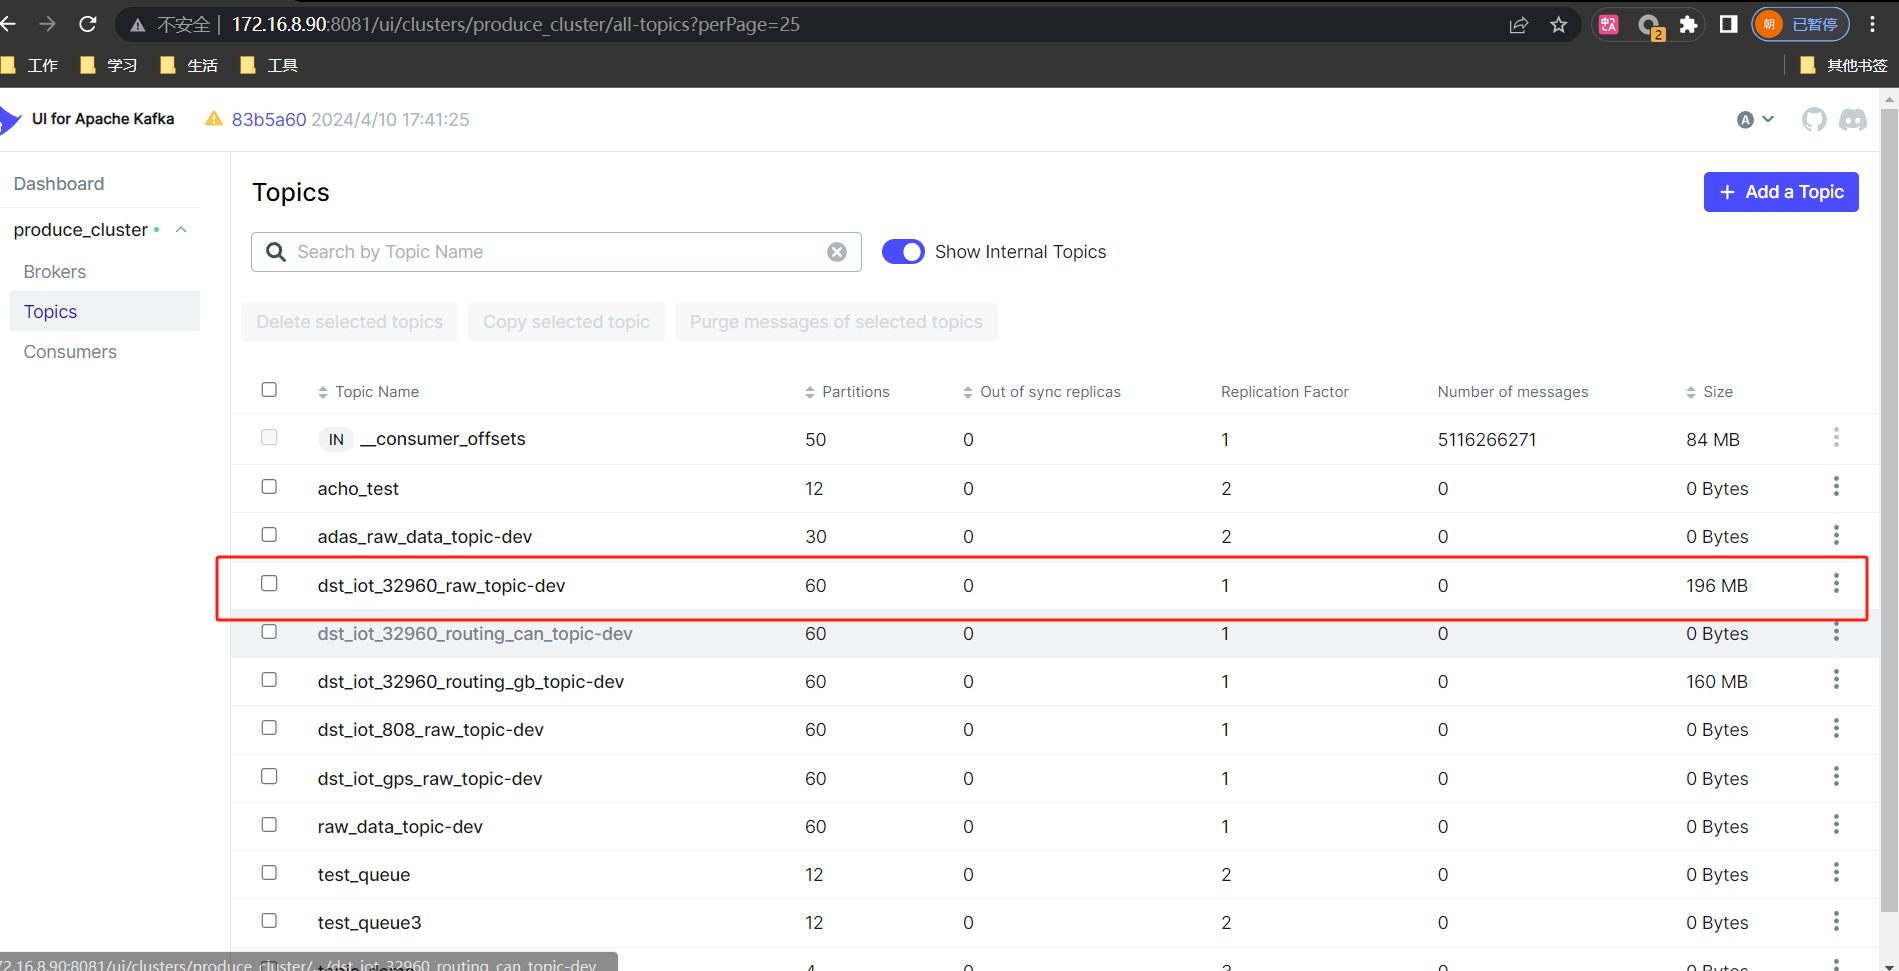 不安全 172.16.8.90:8081/ui/clusters/produce_cluster/all-topics?perPage=25 2 朝 已暂停
工作 学习 生活 工具 其他书签
UI for Apache Kafka 83b5a60 2024/4/10 17:41:25 A
Dashboard
produce_cluster
Brokers
Topics
Consumers
Topics
Add a Topic
Search by Topic Name Show Internal Topics
Delete selected topics Copy selected topic Purge messages of selected topics
Topic Name Partitions Out of sync replicas Replication Factor Number of messages Size
IN __consumer_offsets 50 0 1 5116266271 84 MB
acho_test 12 0 2 0 0 Bytes
adas_raw_data_topic-dev 30 0 2 0 0 Bytes
dst_iot_32960_raw_topic-dev 60 0 1 0 196 MB
dst_iot_32960_routing_can_topic-dev 60 0 1 0 0 Bytes
dst_iot_32960_routing_gb_topic-dev 60 0 1 0 160 MB
dst_iot_808_raw_topic-dev 60 0 1 0 0 Bytes
dst_iot_gps_raw_topic-dev 60 0 1 0 0 Bytes
raw_data_topic-dev 60 0 1 0 0 Bytes
test_queue 12 0 2 0 0 Bytes
test_queue3 12 0 2 0 0 Bytes
72.16.8.90:8081/ui/clusters/produce_cluster/.../dst_iot_32960_routing_can_topic-dev